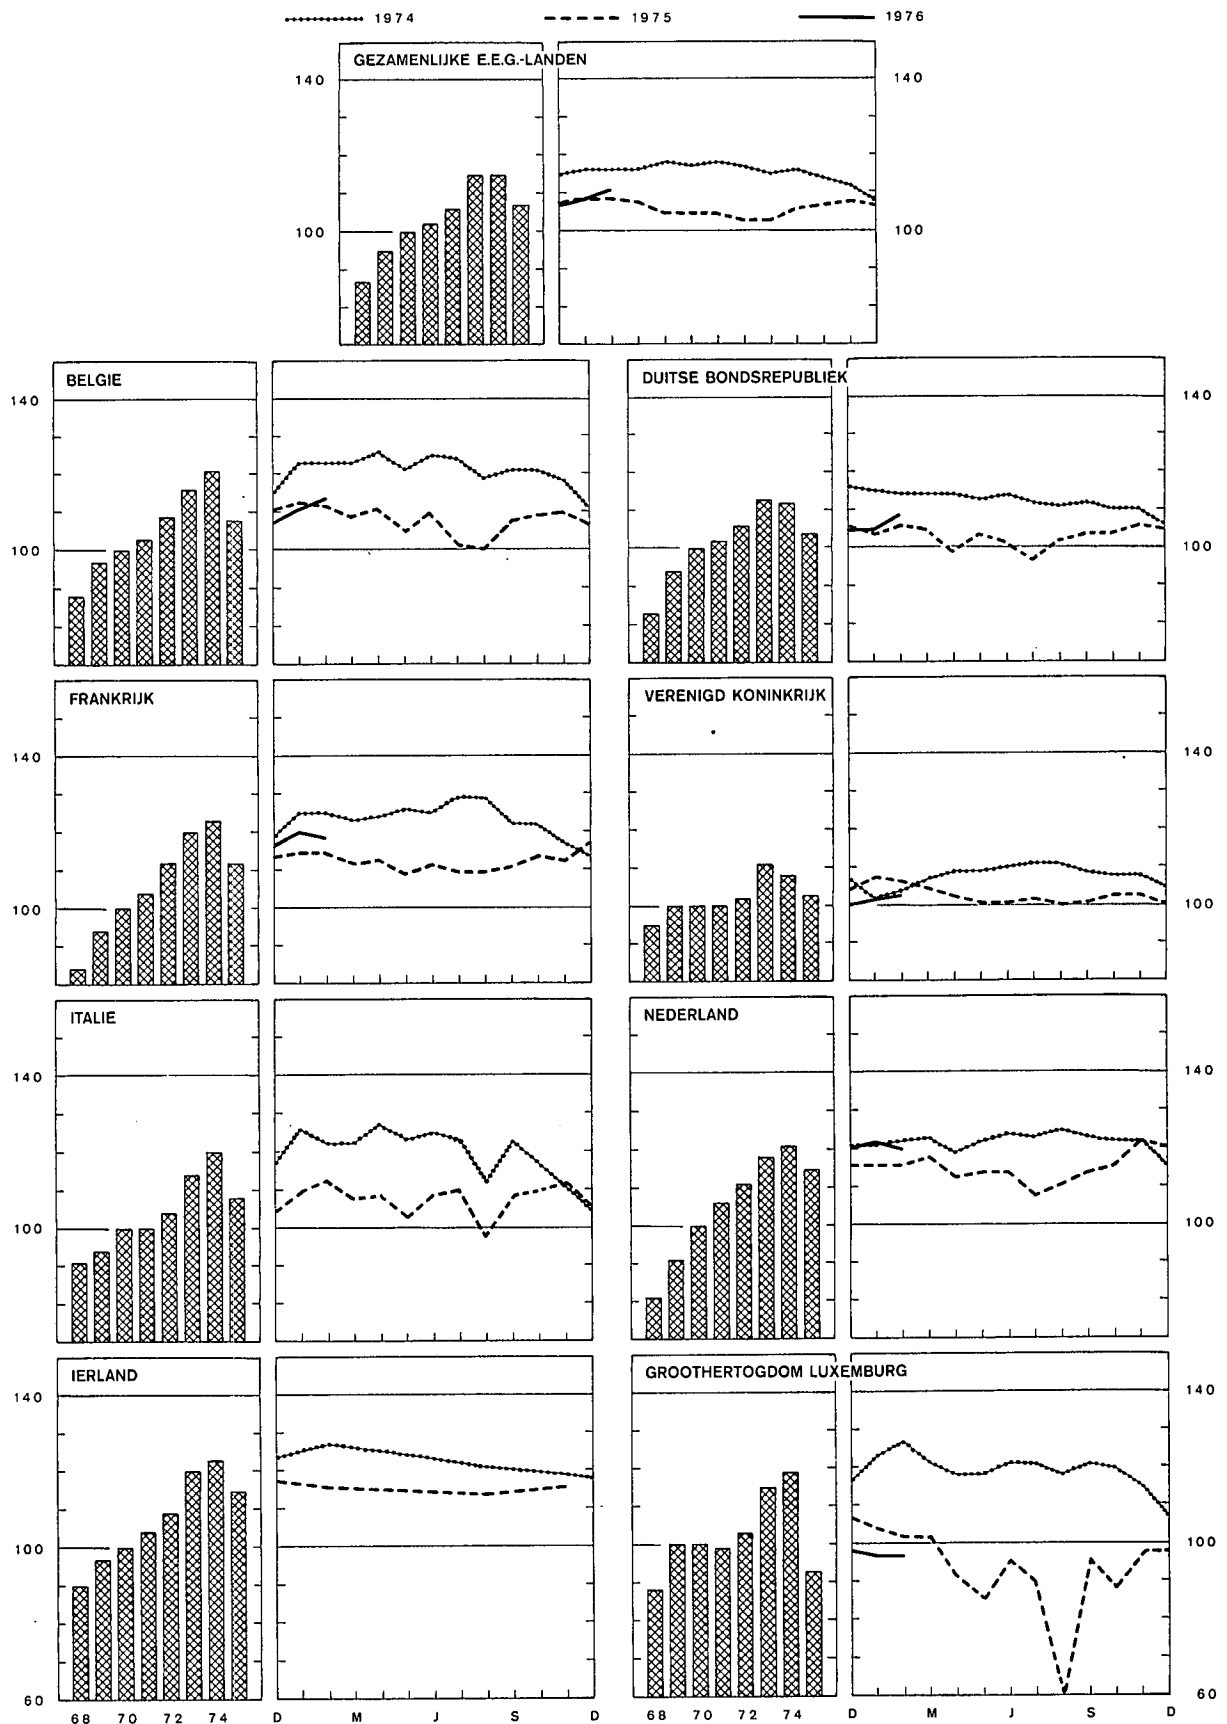 1974 1975 1976
GEZAMENLIJKE E.E.G.-LANDEN
140 140
100 100
BELGIE DUITSE BONDSREPUBLIEK
140 140
100 100
FRANKRIJK VERENIGD KONINKRIJK
140 140
100 100
ITALIE NEDERLAND
140 140
100 100
IERLAND GROOTHERTOGDOM LUXEMBURG
140 140
100 100
60 60
68 70 72 74 D M J S D 68 70 72 74 D M J S D